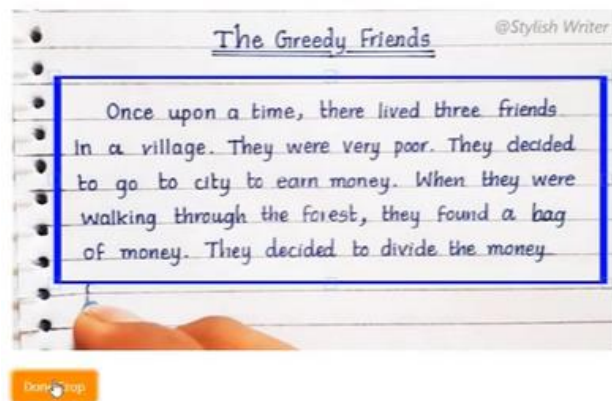 @Stylish Writer
The Greedy Friends
Once upon a time, there lived three friends
in a village. They were very poor. They decided
to go to city to earn money. When they were
walking through the forest, they found a bag
of money. They decided to divide the money